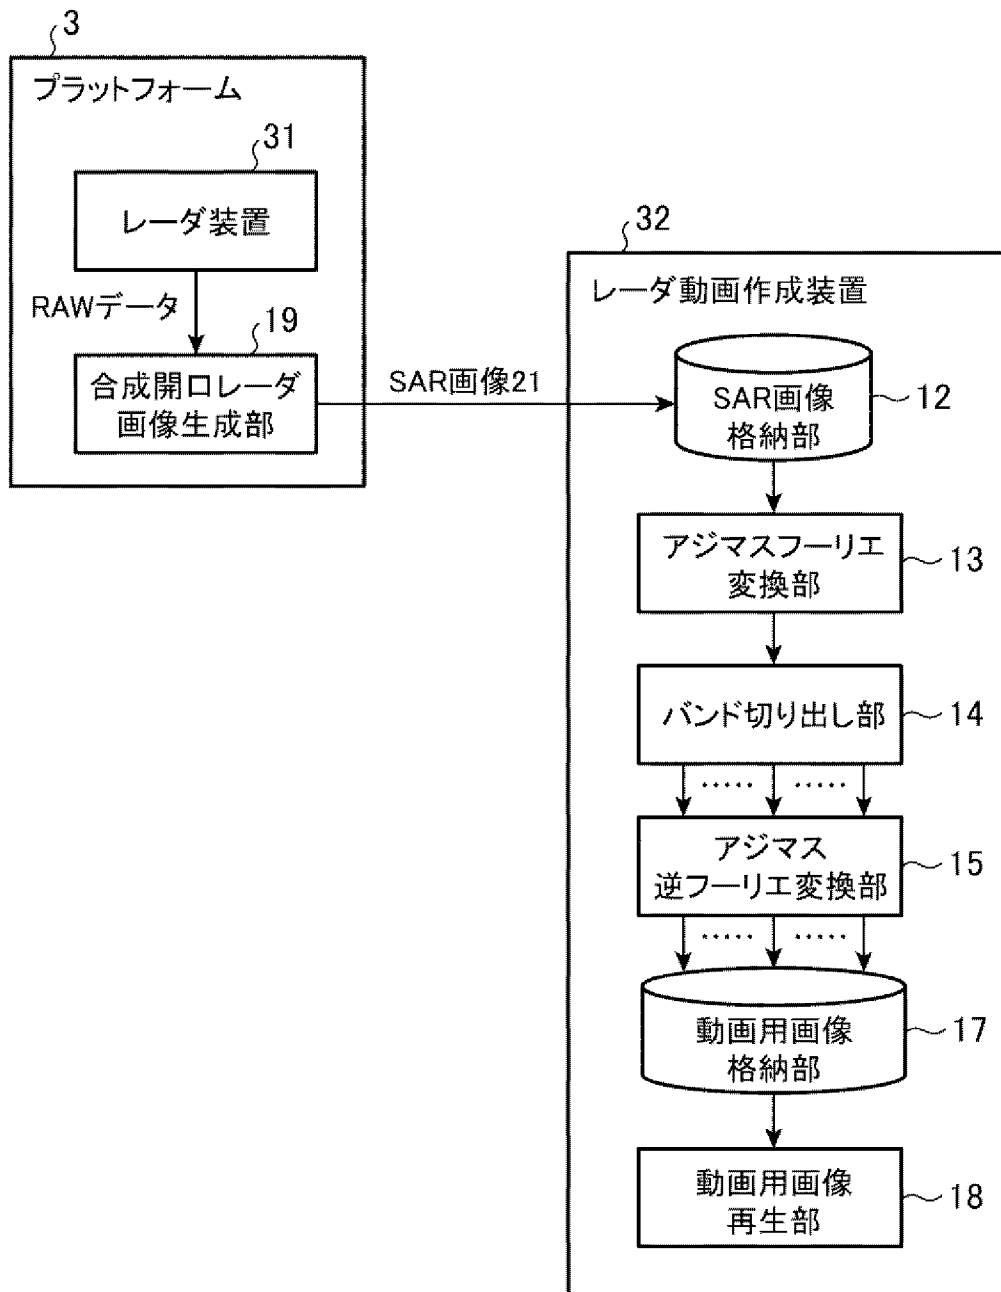 3
プラットフォーム
31
レーダ装置
RAWデータ
19
合成開口レーダ
画像生成部
SAR画像21
32
レーダ動画作成装置
SAR画像
格納部
12
アジマスフーリエ
変換部
13
バンド切り出し部
14
.....
.....
アジマス
逆フーリエ変換部
15
.....
.....
動画用画像
格納部
17
動画用画像
再生部
18